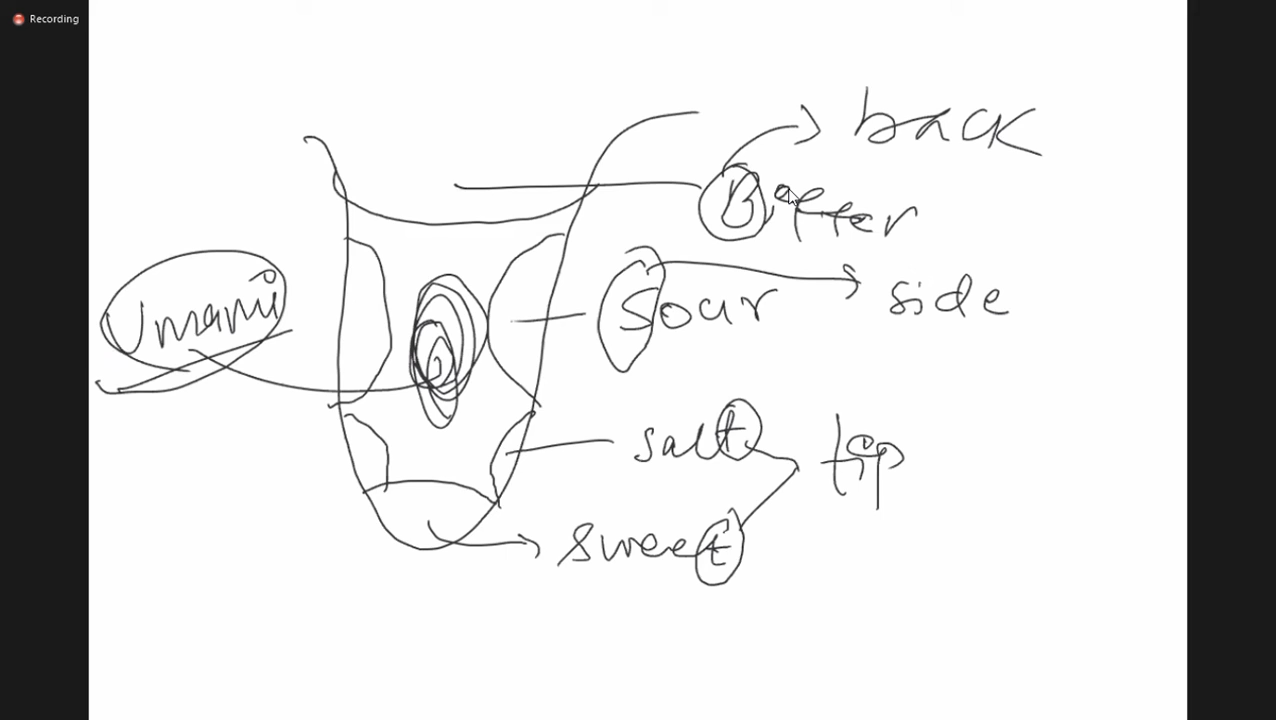 Recording
back
Bitter
Umami
Sour
side
salt
tip
sweet